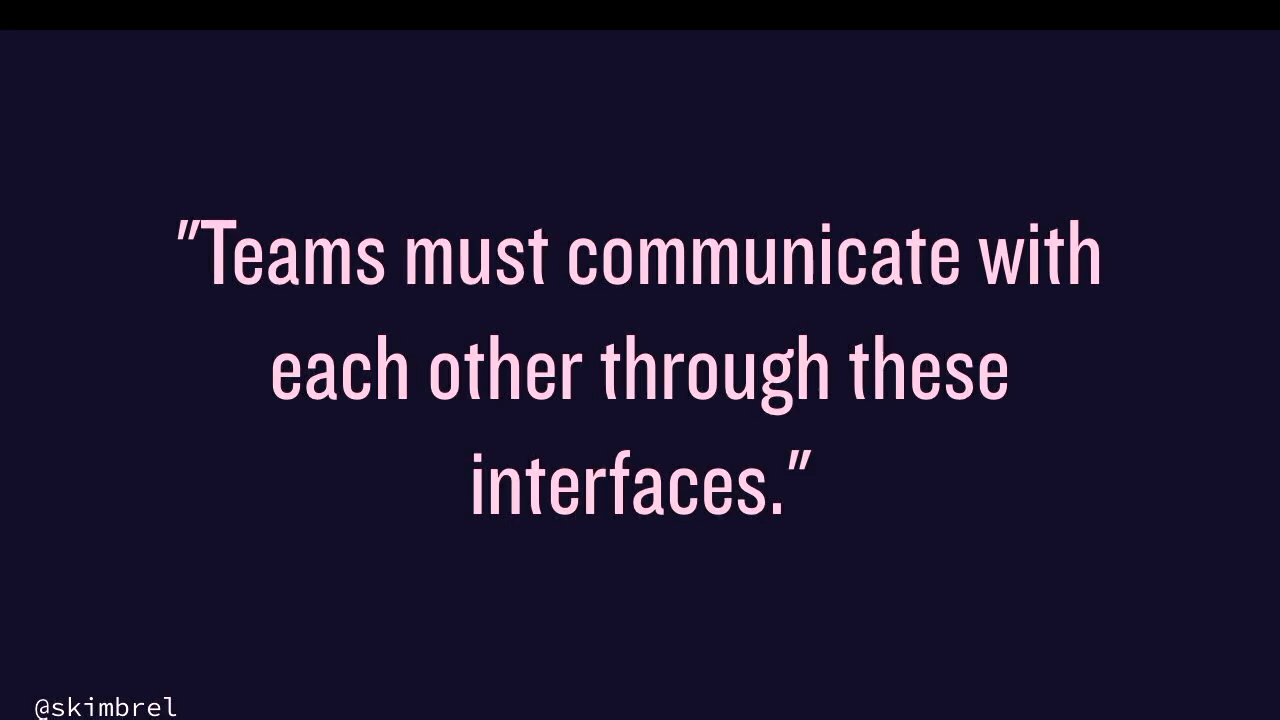 "Teams must communicate with
each other through these
interfaces."
@skimbrel